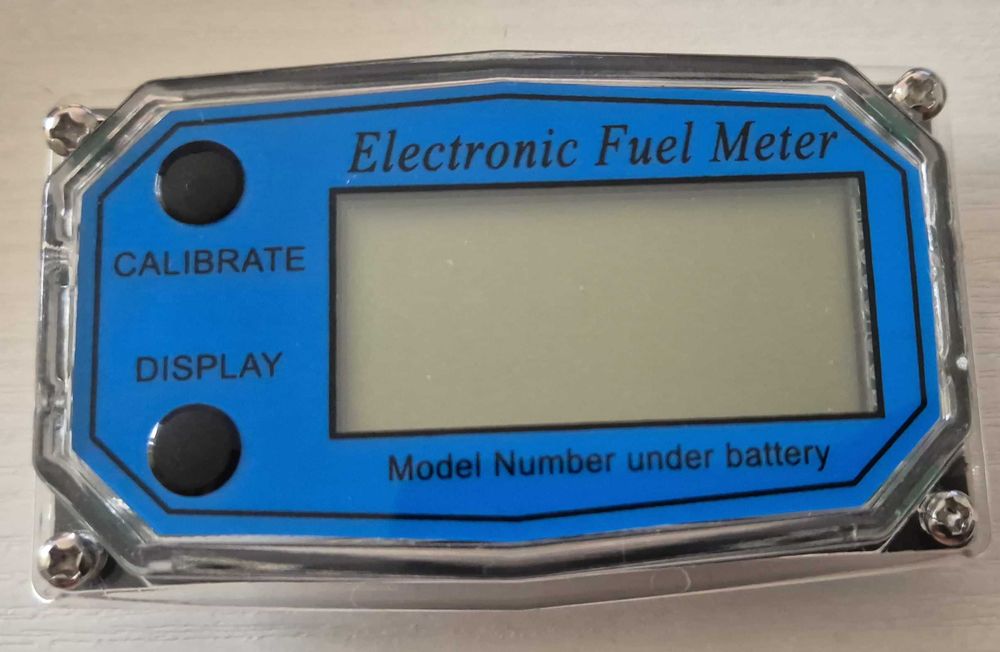 Electronic Fuel Meter
CALIBRATE
DISPLAY
Model Number under battery